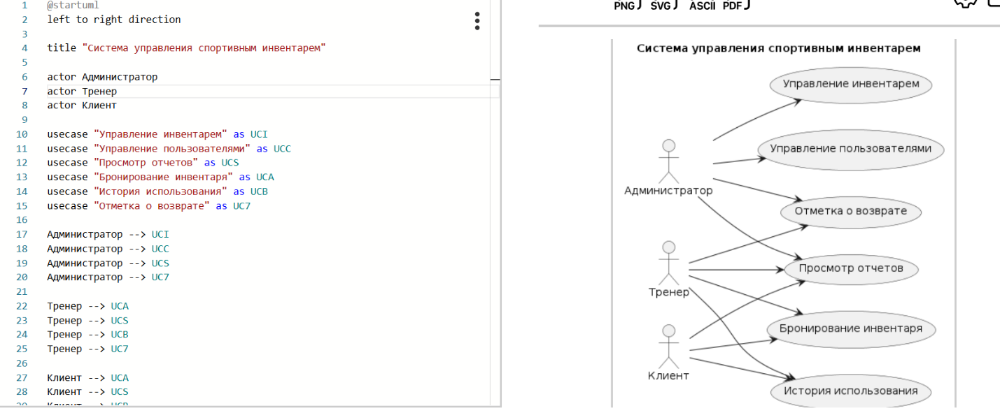 1 @startuml
2 left to right direction
3
4 title "Система управления спортивным инвентарем"
5
6 actor Администратор
7 actor Тренер
8 actor Клиент
9
10 usecase "Управление инвентарем" as UCI
11 usecase "Управление пользователями" as UCC
12 usecase "Просмотр отчетов" as UCS
13 usecase "Бронирование инвентаря" as UCA
14 usecase "История использования" as UCB
15 usecase "Отметка о возврате" as UC7
16
17 Администратор --> UCI
18 Администратор --> UCC
19 Администратор --> UCS
20 Администратор --> UC7
21
22 Тренер --> UCA
23 Тренер --> UCS
24 Тренер --> UCB
25 Тренер --> UC7
26
27 Клиент --> UCA
28 Клиент --> UCS
29 Клиент --> UCB
PNG SVG ASCII PDF
Система управления спортивным инвентарем
Управление инвентарем
Управление пользователями
Администратор
Отметка о возврате
Просмотр отчетов
Тренер
Бронирование инвентаря
Клиент
История использования